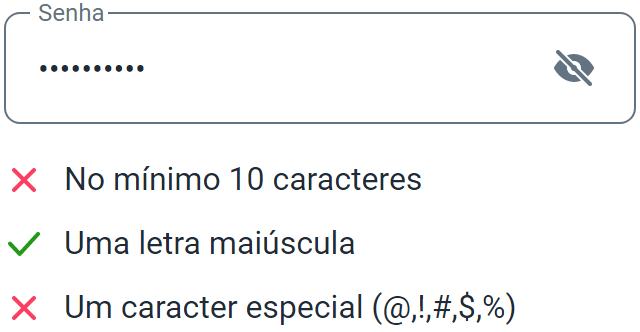 Senha
••••••••••
No mínimo 10 caracteres
Uma letra maiúscula
Um caracter especial (@,!,#,$,%)